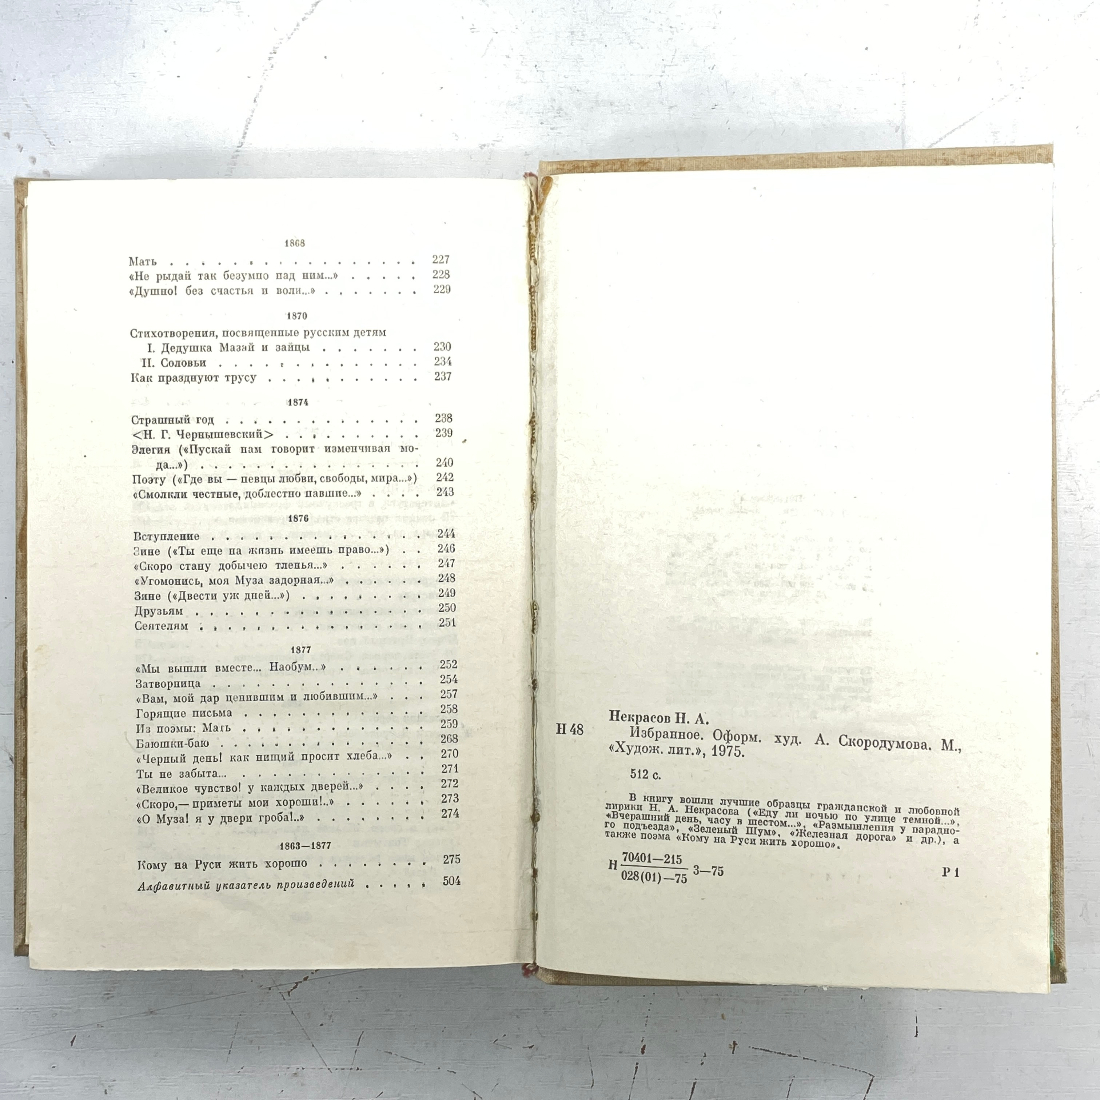 1868
Мать . . . . . . . . . . . . . . . . . 227
«Не рыдай так безумно над ним...» . . . . . 228
«Душно! без счастья и воли...» . . . . . . . 229
1870
Стихотворения, посвященные русским детям
I. Дедушка Мазай и зайцы . . . . . . . 230
II. Соловьи . . . . . . . . . . . . . . 234
Как празднуют трусу . . . . . . . . . . . 237
1874
Страшный год . . . . . . . . . . . . . . 238
<Н. Г. Чернышевский> . . . . . . . . . . 239
Элегия («Пускай нам говорит изменчивая мо-
да...») . . . . . . . . . . . . . . . . 240
Поэту («Где вы — певцы любви, свободы, мира...») 242
«Смолкли честные, доблестно павшие...» . . . . 243
1876
Вступление . . . . . . . . . . . . . . . 244
Зине («Ты еще на жизнь имеешь право...») . . 246
«Скоро стану добычею тленья...» . . . . . . 247
«Угомонись, моя Муза задорная...» . . . . . . 248
Зине («Двести уж дней...») . . . . . . . . . 249
Друзьям . . . . . . . . . . . . . . . . 250
Сеятелям . . . . . . . . . . . . . . . . 251
1877
«Мы вышли вместе... Наобум..» . . . . . . 252
Затворница . . . . . . . . . . . . . . . 254
«Вам, мой дар ценившим и любившим...» . . . 257
Горящие письма . . . . . . . . . . . . . 258
Из поэмы: Мать . . . . . . . . . . . . . 259
Баюшки-баю . . . . . . . . . . . . . . 268
«Черный день! как нищий просит хлеба...» . . 270
Ты не забыта... . . . . . . . . . . . . . 271
«Великое чувство! у каждых дверей...» . . . . 272
«Скоро,— приметы мои хороши!..» . . . . . . 273
«О Муза! я у двери гроба!..» . . . . . . . . 274
1863—1877
Кому на Руси жить хорошо . . . . . . . . 275
Алфавитный указатель произведений . . . . . 504
Некрасов Н. А.
Н 48 Избранное. Оформ. худ. А. Скородумова. М.,
«Худож. лит.», 1975.
512 с.
В книгу вошли лучшие образцы гражданской и любовной
лирики Н. А. Некрасова («Еду ли ночью по улице темной...»,
«Вчерашний день, часу в шестом...», «Размышления у парадно-
го подъезда», «Зеленый Шум», «Железная дорога» и др.), а
также поэма «Кому на Руси жить хорошо».
70401—215
Н 3—75 Р1
028(01)—75